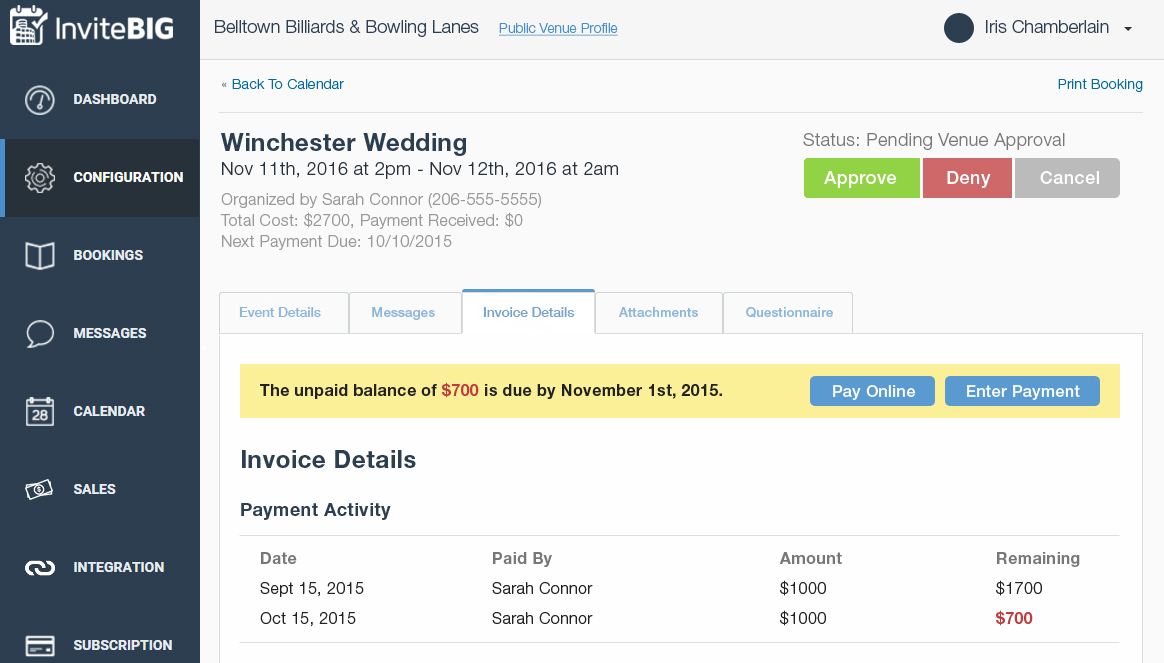 InviteBIG
Belltown Billiards & Bowling Lanes Public Venue Profile Iris Chamberlain
DASHBOARD
CONFIGURATION
BOOKINGS
MESSAGES
28 CALENDAR
SALES
INTEGRATION
SUBSCRIPTION
« Back To Calendar Print Booking
Winchester Wedding
Nov 11th, 2016 at 2pm - Nov 12th, 2016 at 2am
Organized by Sarah Connor (206-555-5555)
Total Cost: $2700, Payment Received: $0
Next Payment Due: 10/10/2015
Status: Pending Venue Approval
Approve Deny Cancel
Event Details Messages Invoice Details Attachments Questionnaire
The unpaid balance of $700 is due by November 1st, 2015. Pay Online Enter Payment
Invoice Details
Payment Activity
Date Paid By Amount Remaining
Sept 15, 2015 Sarah Connor $1000 $1700
Oct 15, 2015 Sarah Connor $1000 $700